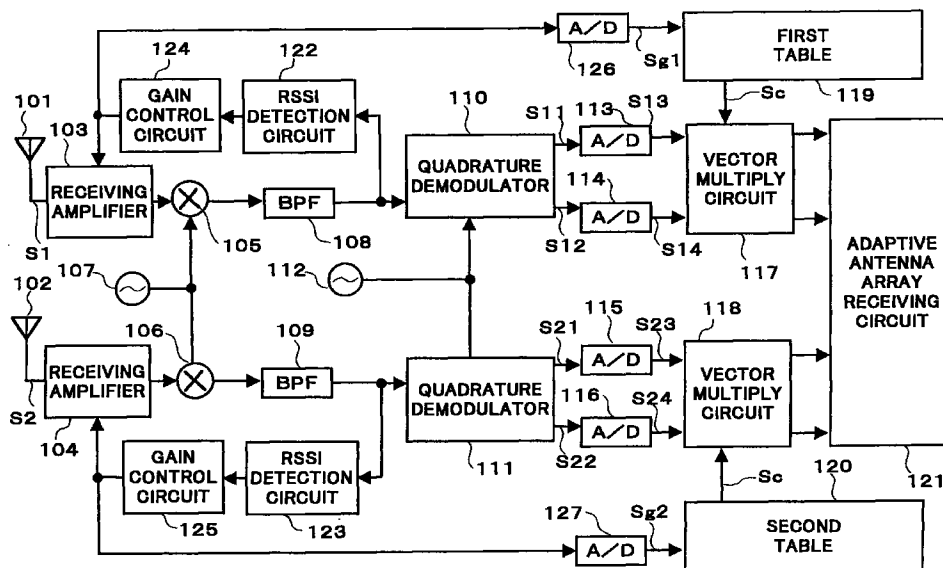 A/D
126
Sg1
FIRST
TABLE
119
Sc
124
GAIN
CONTROL
CIRCUIT
122
RSSI
DETECTION
CIRCUIT
101
S1
103
RECEIVING
AMPLIFIER
105
BPF
108
110
QUADRATURE
DEMODULATOR
S11
113
A/D
S13
S12
114
A/D
S14
VECTOR
MULTIPLY
CIRCUIT
117
ADAPTIVE
ANTENNA
ARRAY
RECEIVING
CIRCUIT
121
107
112
102
S2
RECEIVING
AMPLIFIER
104
106
109
BPF
QUADRATURE
DEMODULATOR
111
S21
115
A/D
S23
S22
116
A/D
S24
118
VECTOR
MULTIPLY
CIRCUIT
GAIN
CONTROL
CIRCUIT
125
RSSI
DETECTION
CIRCUIT
123
127
A/D
Sg2
Sc
120
SECOND
TABLE